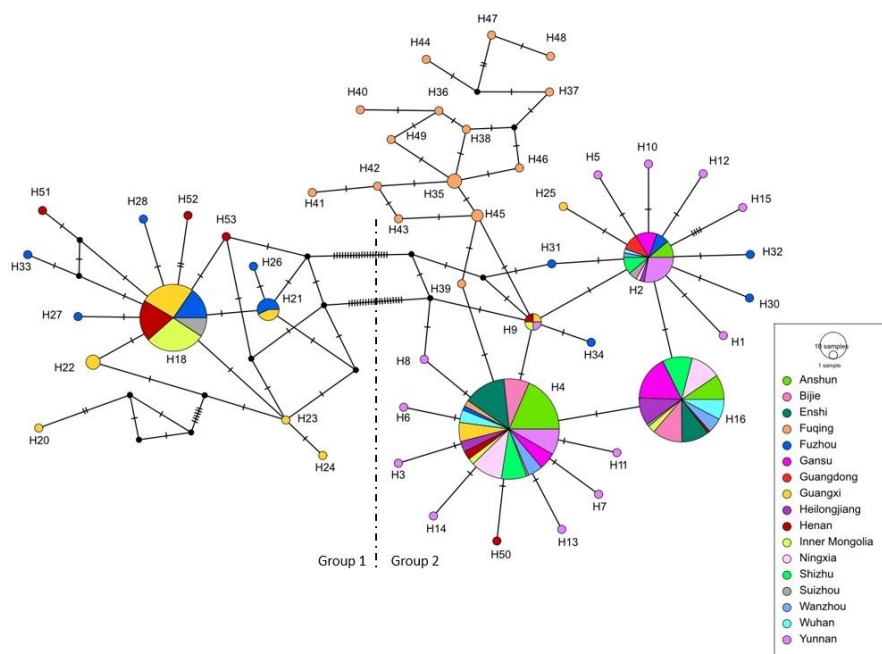 H47
H44
H48
H40
H36
H37
H49
H38
H46
H42
H35
H41
H43
H45
H5
H10
H12
H25
H15
H51
H28
H52
H53
H33
H26
H31
H32
H39
H2
H21
H30
H27
H18
H9
H34
H1
H22
H8
H4
H16
H6
H23
H20
H24
H3
H11
H7
H14
H13
H50
Group 1
Group 2
10 samples
1 sample
Anshun
Bijie
Enshi
Fuqing
Fuzhou
Gansu
Guangdong
Guangxi
Heilongjiang
Henan
Inner Mongolia
Ningxia
Shizhu
Suizhou
Wanzhou
Wuhan
Yunnan